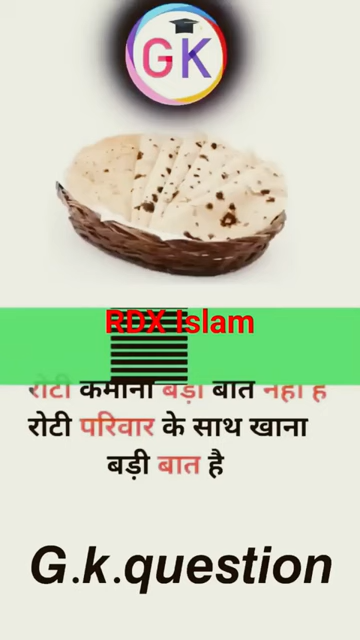 GK
RDX Islam
रोटी कमाना बड़ी बात नहीं है
रोटी परिवार के साथ खाना
बड़ी बात है
G.k.question